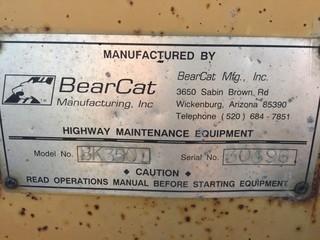 MANUFACTURED BY
BearCat
Manufacturing, Inc
BearCat Mfg., Inc.
3650 Sabin Brown, Rd
Wickenburg, Arizona 85390
Telephone (520) 684-7851
HIGHWAY MAINTENANCE EQUIPMENT
Model No. Serial No.
◆ CAUTION ◆
READ OPERATIONS MANUAL BEFORE STARTING EQUIPMENT